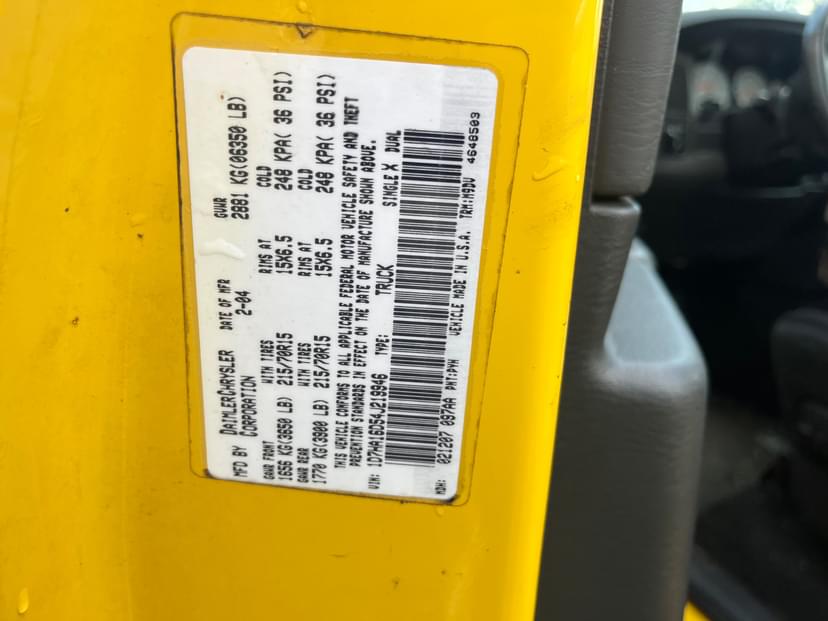 MFD BY DAIMLERCHRYSLER CORPORATION DATE OF MFR 2-04 GVWR 2881 KG(06350 LB)
GAWR FRONT WITH TIRES RIMS AT COLD
1656 KG(3650 LB) 215/70R15 15X6.5 248 KPA( 36 PSI)
GAWR REAR WITH TIRES RIMS AT COLD
1770 KG(3900 LB) 215/70R15 15X6.5 248 KPA( 36 PSI)
THIS VEHICLE CONFORMS TO ALL APPLICABLE FEDERAL MOTOR VEHICLE SAFETY AND THEFT
PREVENTION STANDARDS IN EFFECT ON THE DATE OF MANUFACTURE SHOWN ABOVE.
VIN: 1D7HA16D54J219946 TYPE: TRUCK SINGLE X DUAL
MDH: 021207 097AA PNT:PYH VEHICLE MADE IN U.S.A. TRM:M9DV 4648503